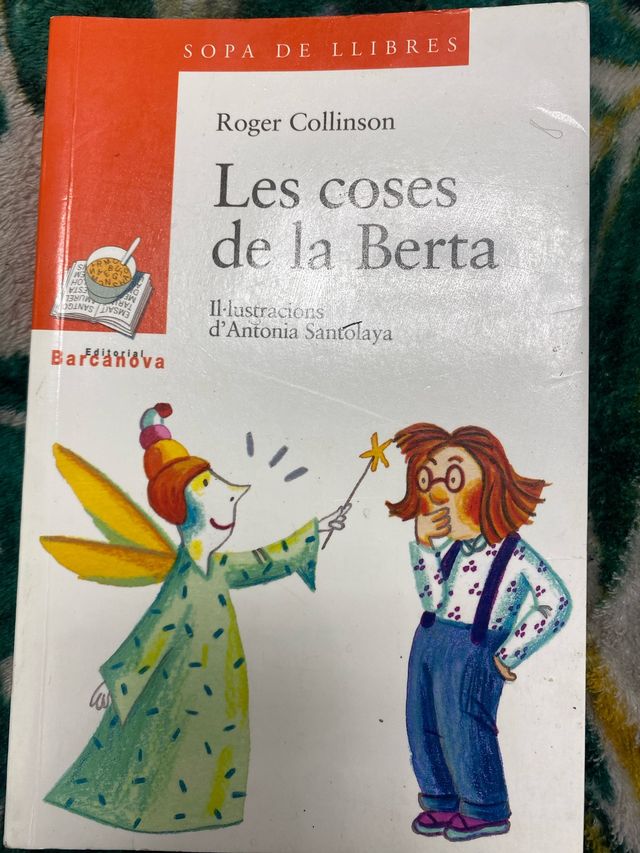 SOPA DE LLIBRES
Roger Collinson
Les coses
de la Berta
Il·lustracions
d'Antonia Santolaya
Editorial
Barcanova